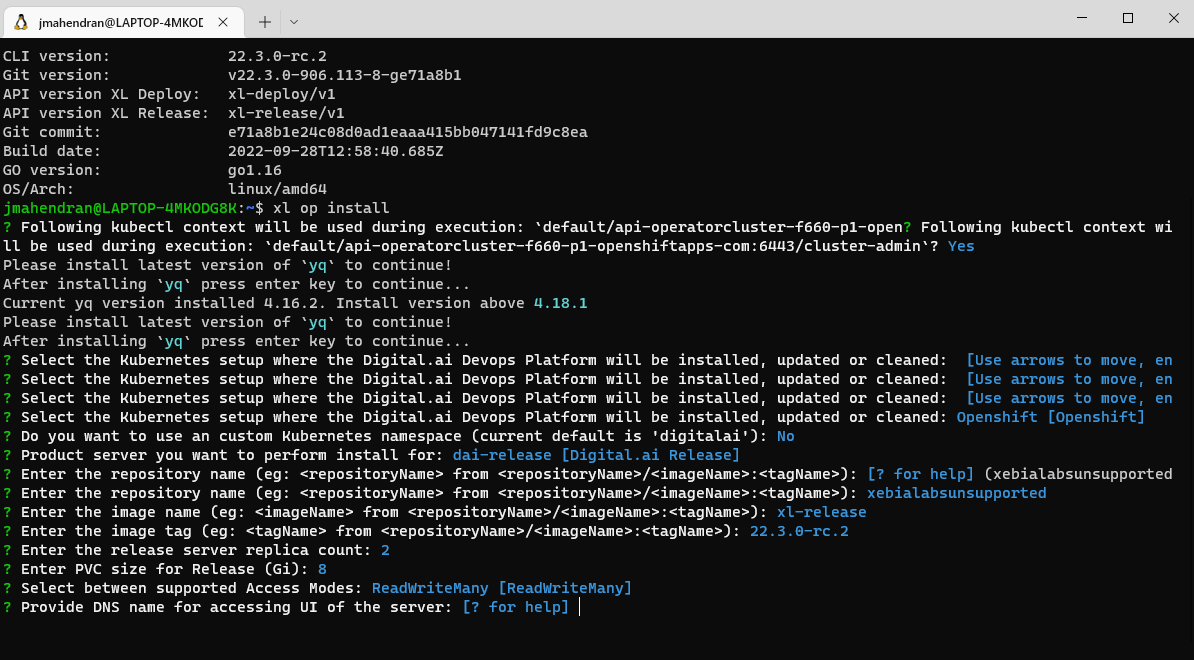 jmahendran@LAPTOP-4MKOD
CLI version: 22.3.0-rc.2
Git version: v22.3.0-906.113-8-ge71a8b1
API version XL Deploy: xl-deploy/v1
API version XL Release: xl-release/v1
Git commit: e71a8b1e24c08d0ad1eaaa415bb047141fd9c8ea
Build date: 2022-09-28T12:58:40.685Z
GO version: go1.16
OS/Arch: linux/amd64
jmahendran@LAPTOP-4MKODG8K:~$ xl op install
? Following kubectl context will be used during execution: `default/api-operatorcluster-f660-p1-open? Following kubectl context wi
ll be used during execution: `default/api-operatorcluster-f660-p1-openshiftapps-com:6443/cluster-admin`? Yes
Please install latest version of `yq` to continue!
After installing `yq` press enter key to continue...
Current yq version installed 4.16.2. Install version above 4.18.1
Please install latest version of `yq` to continue!
After installing `yq` press enter key to continue...
? Select the Kubernetes setup where the Digital.ai Devops Platform will be installed, updated or cleaned: [Use arrows to move, en
? Select the Kubernetes setup where the Digital.ai Devops Platform will be installed, updated or cleaned: [Use arrows to move, en
? Select the Kubernetes setup where the Digital.ai Devops Platform will be installed, updated or cleaned: [Use arrows to move, en
? Select the Kubernetes setup where the Digital.ai Devops Platform will be installed, updated or cleaned: Openshift [Openshift]
? Do you want to use an custom Kubernetes namespace (current default is 'digitalai'): No
? Product server you want to perform install for: dai-release [Digital.ai Release]
? Enter the repository name (eg: <repositoryName> from <repositoryName>/<imageName>:<tagName>): [? for help] (xebialabsunsupported
? Enter the repository name (eg: <repositoryName> from <repositoryName>/<imageName>:<tagName>): xebialabsunsupported
? Enter the image name (eg: <imageName> from <repositoryName>/<imageName>:<tagName>): xl-release
? Enter the image tag (eg: <tagName> from <repositoryName>/<imageName>:<tagName>): 22.3.0-rc.2
? Enter the release server replica count: 2
? Enter PVC size for Release (Gi): 8
? Select between supported Access Modes: ReadWriteMany [ReadWriteMany]
? Provide DNS name for accessing UI of the server: [? for help]